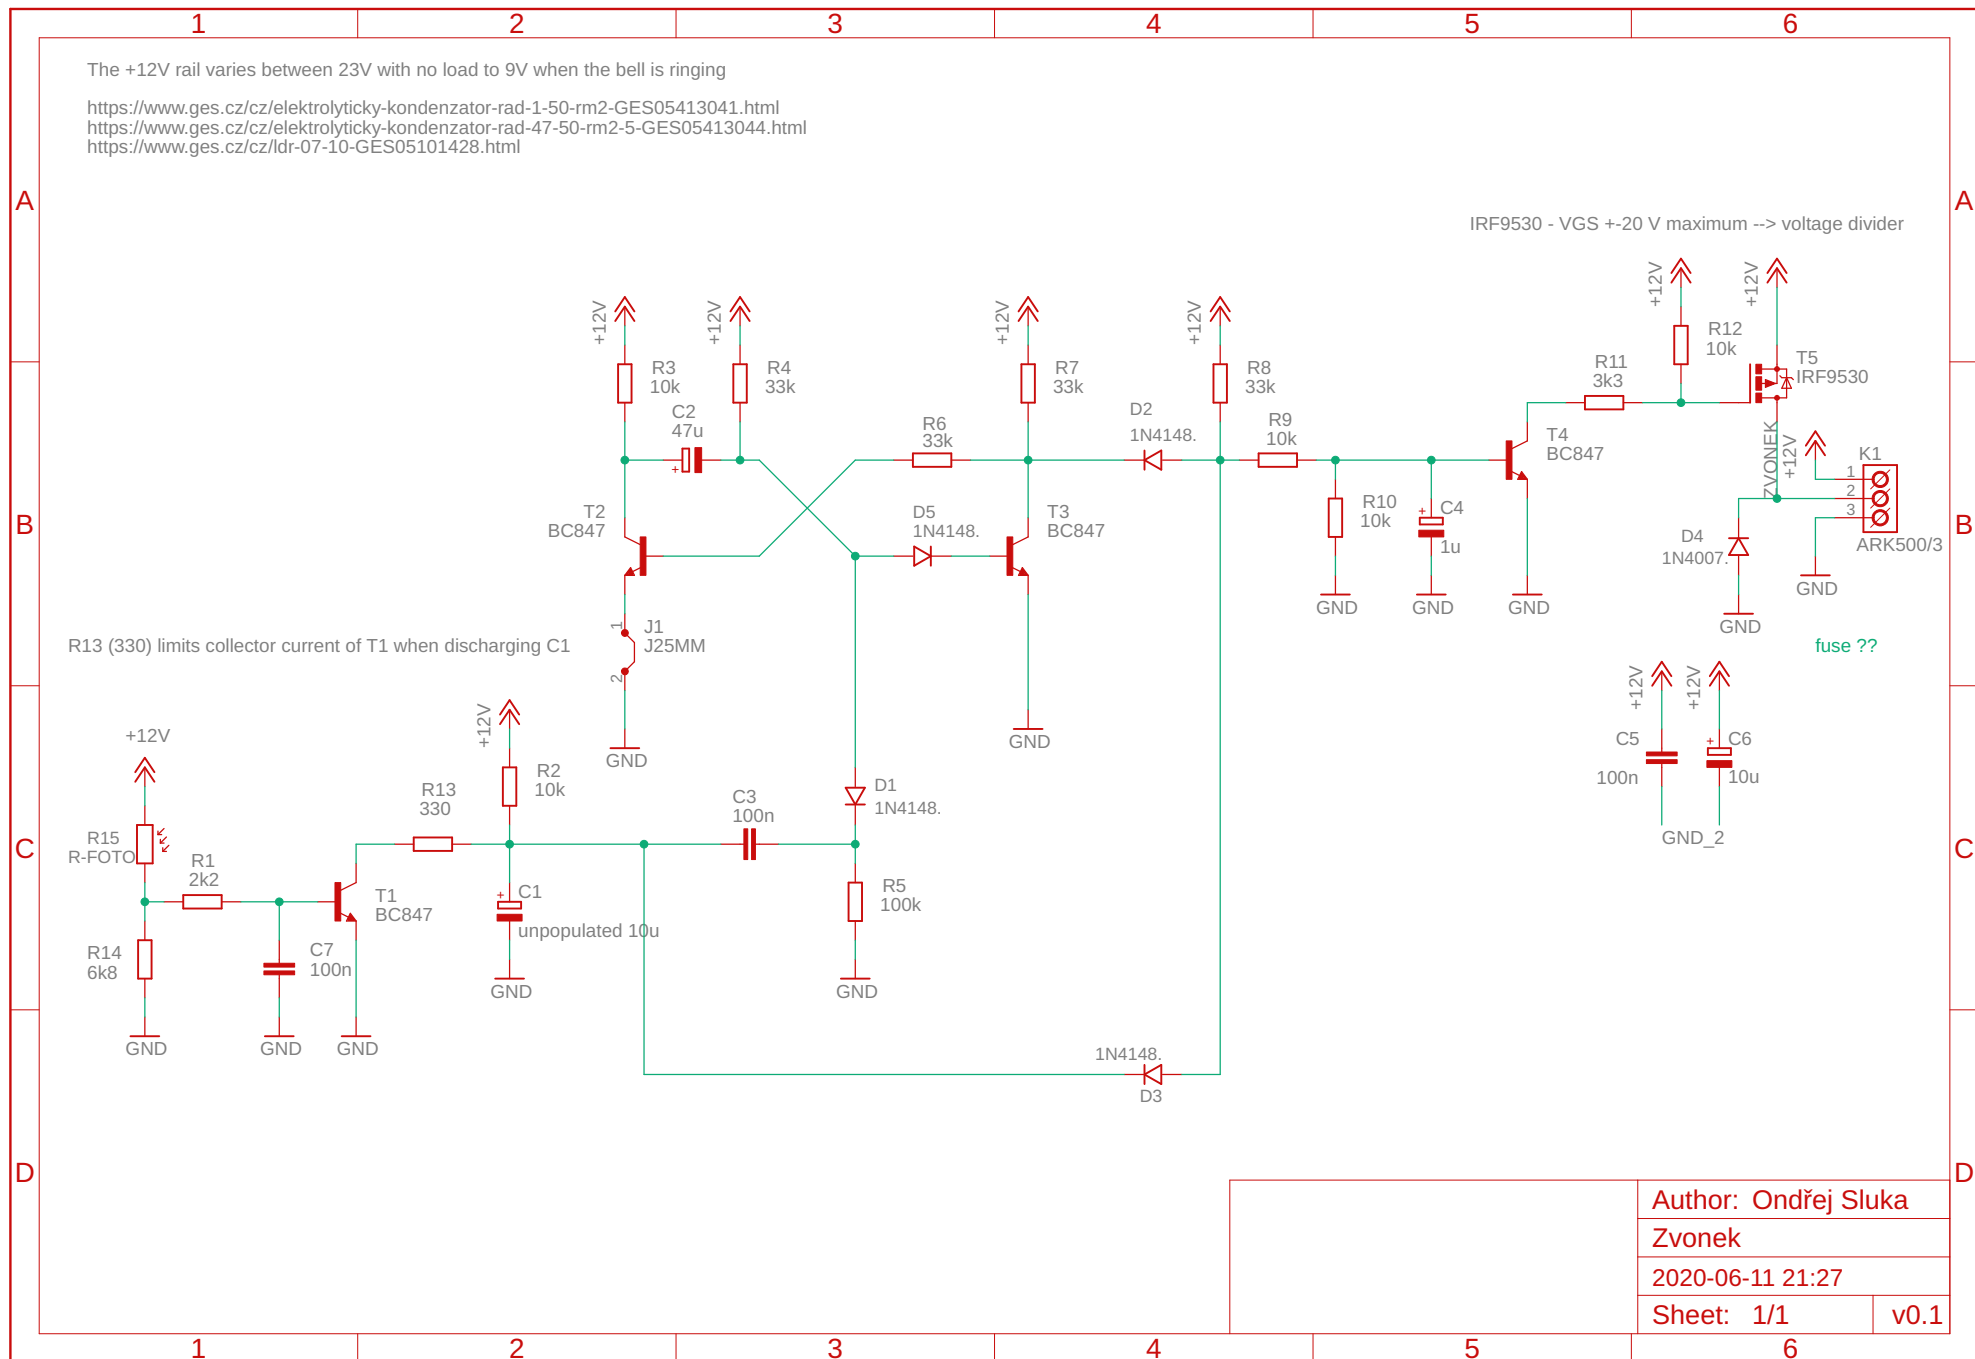 1 2 3 4 5 6
The +12V rail varies between 23V with no load to 9V when the bell is ringing
https://www.ges.cz/cz/elektrolyticky-kondenzator-rad-1-50-rm2-GES05413041.html
https://www.ges.cz/cz/elektrolyticky-kondenzator-rad-47-50-rm2-5-GES05413044.html
https://www.ges.cz/cz/ldr-07-10-GES05101428.html
A A
IRF9530 - VGS +-20 V maximum --> voltage divider
+12V
+12V
+12V
+12V
+12V
+12V
R12
10k
T5
IRF9530
R3
10k
R4
33k
R7
33k
R8
33k
R11
3k3
C2
47u
+
R6
33k
D2
1N4148.
R9
10k
T4
BC847
ZVONEK
+12V
K1
1
2
3
ARK500/3
T2
BC847
D5
1N4148.
T3
BC847
R10
10k
+
C4
1u
B B
D4
1N4007.
GND
GND
GND
GND
GND
R13 (330) limits collector current of T1 when discharging C1
1
J1
J25MM
2
fuse ??
+12V
+12V
+12V
GND
GND
+12V
C5
100n
+
C6
10u
GND_2
R2
10k
R13
330
C3
100n
D1
1N4148.
C C
R15
R-FOTO
R1
2k2
T1
BC847
+
C1
unpopulated 10u
R5
100k
R14
6k8
C7
100n
GND
GND
GND
GND
GND
1N4148.
D3
D D
Author: Ondřej Sluka
Zvonek
2020-06-11 21:27
Sheet: 1/1 v0.1
1 2 3 4 5 6